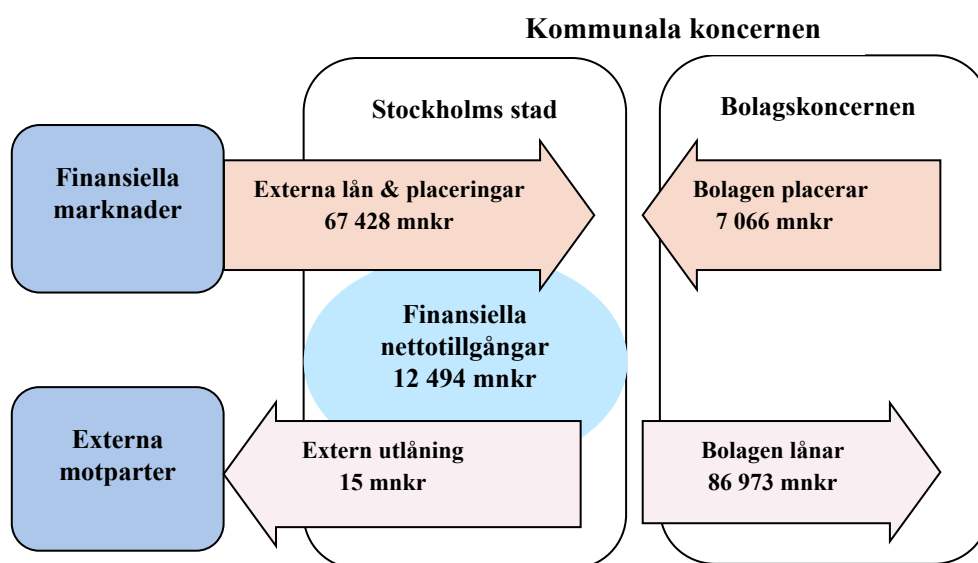 Kommunala koncernen
Stockholms stad
Bolagskoncernen
Finansiella
marknader
Externa lån & placeringar
67 428 mnkr
Bolagen placerar
7 066 mnkr
Finansiella
nettotillgångar
12 494 mnkr
Externa
motparter
Extern utlåning
15 mnkr
Bolagen lånar
86 973 mnkr